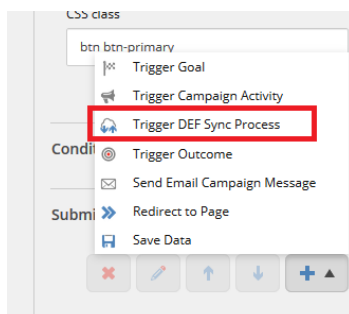 CSS class
btn btn-primary
Trigger Goal
Trigger Campaign Activity
Trigger DEF Sync Process
Condit
Trigger Outcome
Send Email Campaign Message
Submi
Redirect to Page
Save Data